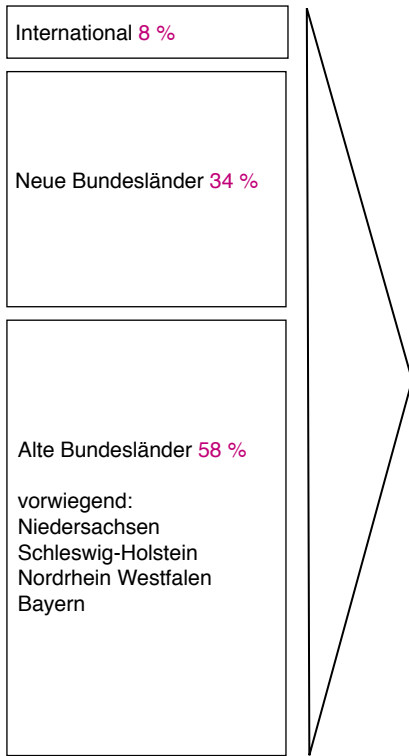 International 8 %
Neue Bundesländer 34 %
Alte Bundesländer 58 %
vorwiegend:
Niedersachsen
Schleswig-Holstein
Nordrhein Westfalen
Bayern